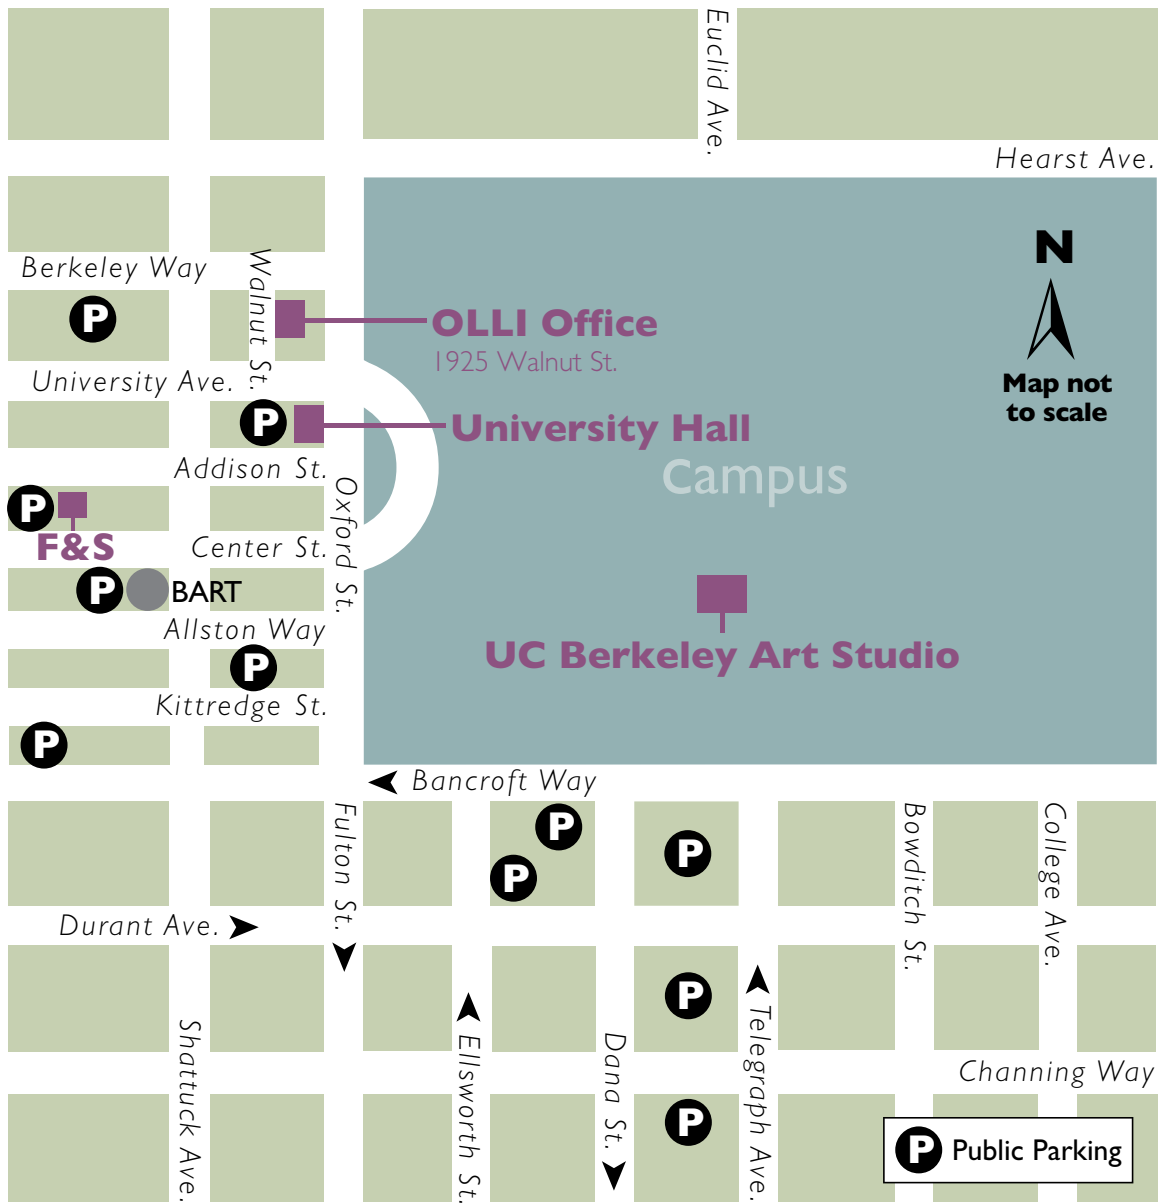 Euclid Ave.
Hearst Ave.
N
Berkeley Way
Walnut St.
P
OLLI Office
1925 Walnut St.
Map not
to scale
University Ave.
P
University Hall
Addison St.
Campus
Oxford St.
P
F&S
Center St.
P
BART
Allston Way
P
UC Berkeley Art Studio
Kittredge St.
P
Bancroft Way
Fulton St.
P
P
P
Bowditch St.
College Ave.
Durant Ave.
P
Shattuck Ave.
Ellsworth St.
Dana St.
Telegraph Ave.
Channing Way
P
P Public Parking